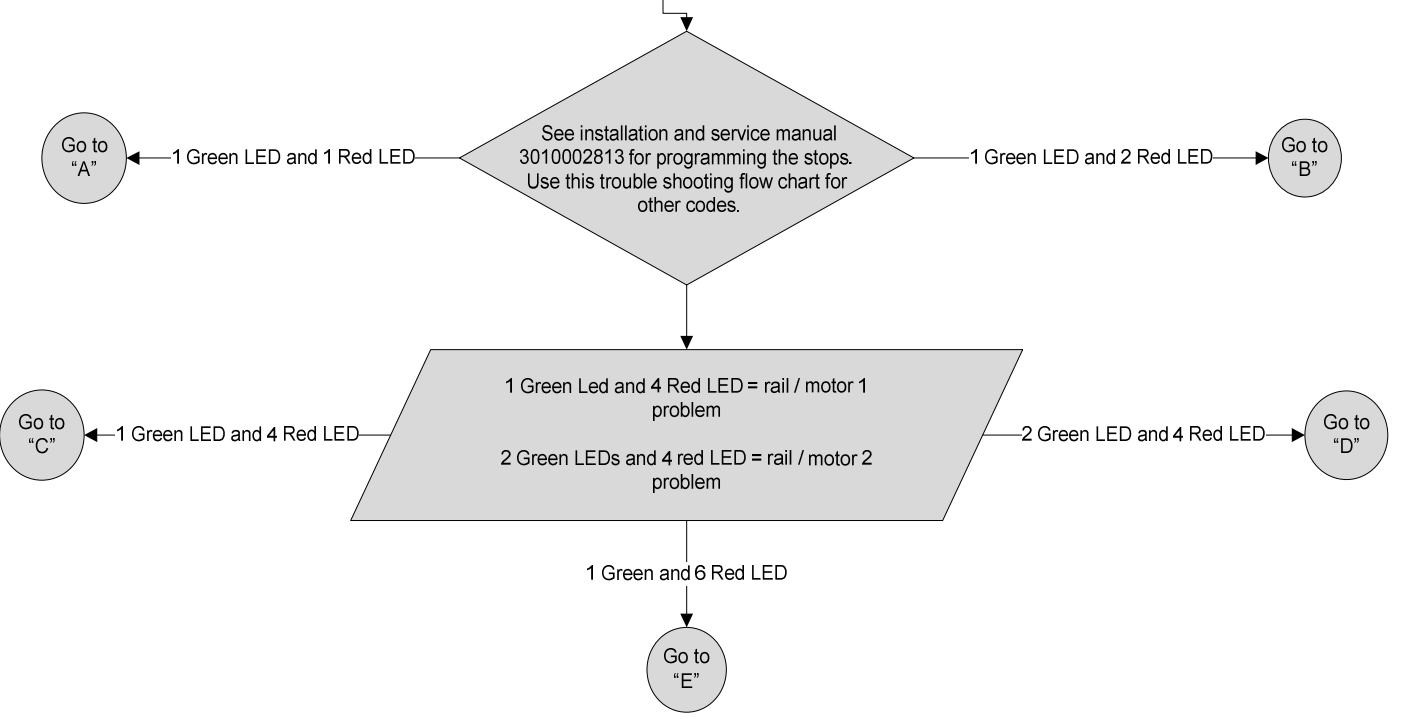 See installation and service manual
3010002813 for programming the stops.
Use this trouble shooting flow chart for
other codes.
Go to
“A”
1 Green LED and 1 Red LED
1 Green LED and 2 Red LED
Go to
“B”
1 Green Led and 4 Red LED = rail / motor 1
problem
2 Green LEDs and 4 red LED = rail / motor 2
problem
Go to
“C”
1 Green LED and 4 Red LED
2 Green LED and 4 Red LED
Go to
“D”
1 Green and 6 Red LED
Go to
“E”